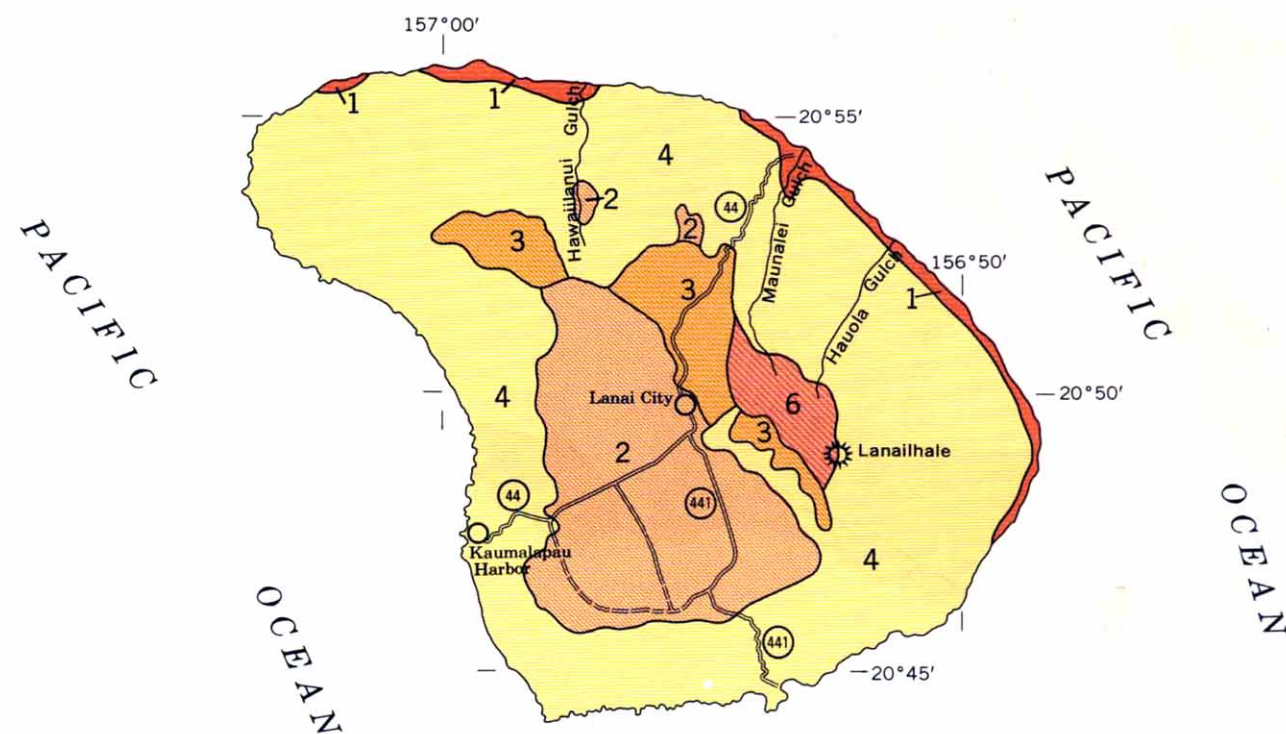 157°00'
1
1
20°55'
4
Hawaiilanui Gulch
2
44
2
3
3
Maunalei Gulch
Hauola Gulch
156°50'
1
PACIFIC
PACIFIC
4
Lanai City
6
3
20°50'
Lanailhale
2
44
441
Kaumalapau
Harbor
4
OCEAN
OCEAN
441
20°45'